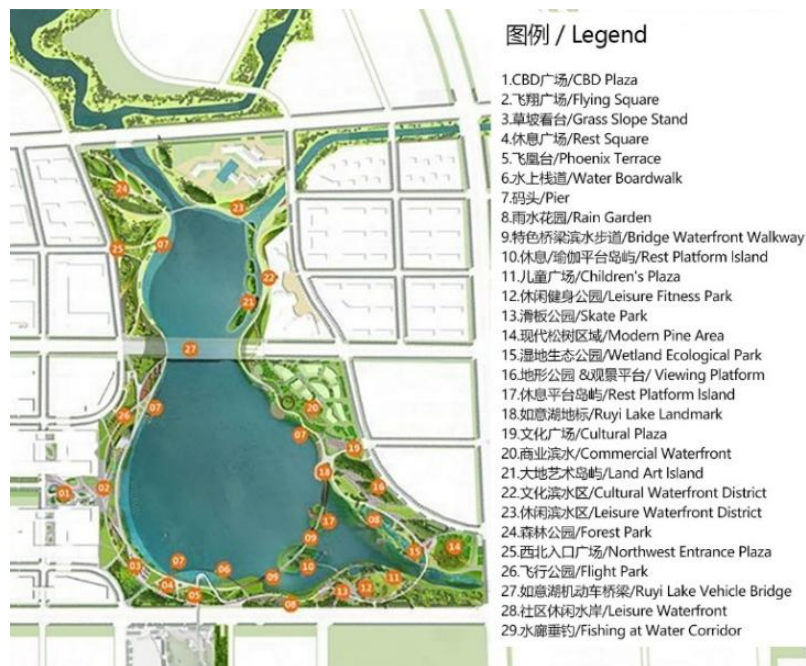 图例 / Legend
1.CBD广场/CBD Plaza
2.飞翔广场/Flying Square
3.草坡看台/Grass Slope Stand
4.休息广场/Rest Square
5.飞凰台/Phoenix Terrace
6.水上栈道/Water Boardwalk
7.码头/Pier
8.雨水花园/Rain Garden
9.特色桥梁滨水步道/Bridge Waterfront Walkway
10.休息/瑜伽平台岛屿/Rest Platform Island
11.儿童广场/Children's Plaza
12.休闲健身公园/Leisure Fitness Park
13.滑板公园/Skate Park
14.现代松树区域/Modern Pine Area
15.湿地生态公园/Wetland Ecological Park
16.地形公园 &观景平台/ Viewing Platform
17.休息平台岛屿/Rest Platform Island
18.如意湖地标/Ruyi Lake Landmark
19.文化广场/Cultural Plaza
20.商业滨水/Commercial Waterfront
21.大地艺术岛屿/Land Art Island
22.文化滨水区/Cultural Waterfront District
23.休闲滨水区/Leisure Waterfront District
24.森林公园/Forest Park
25.西北入口广场/Northwest Entrance Plaza
26.飞行公园/Flight Park
27.如意湖机动车桥梁/Ruyi Lake Vehicle Bridge
28.社区休闲水岸/Leisure Waterfront
29.水廊垂钓/Fishing at Water Corridor
24
23
25
07
22
21
27
26
07
20
07
19
18
16
01
02
17
08
09
15
14
03
07
06
09
10
04
05
13
12
11
28